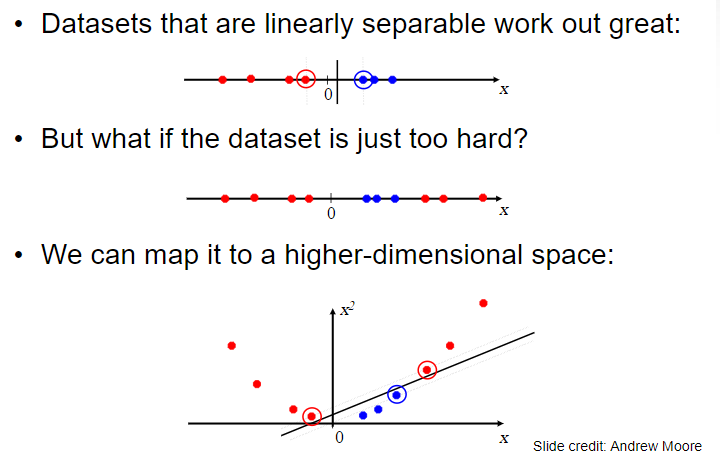 • Datasets that are linearly separable work out great:
0
x
• But what if the dataset is just too hard?
0
x
• We can map it to a higher-dimensional space:
x²
0
x
Slide credit: Andrew Moore